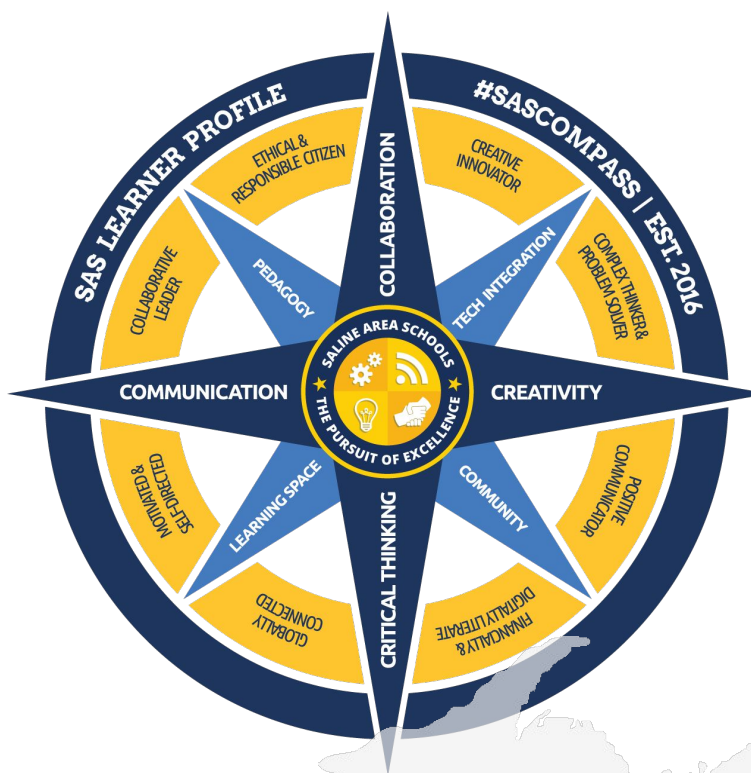 SAS LEARNER PROFILE
#SASCOMPASS | EST. 2016
ETHICAL &
RESPONSIBLE CITIZEN
CREATIVE
INNOVATOR
COLLABORATION
COLLABORATIVE
LEADER
PEDAGOGY
TECH INTEGRATION
COMPLEX THINKER &
PROBLEM SOLVER
COMMUNICATION
SALINE AREA SCHOOLS
THE PURSUIT OF EXCELLENCE
CREATIVITY
MOTIVATED &
SELF-DIRECTED
LEARNING SPACE
COMMUNITY
POSITIVE
COMMUNICATOR
CRITICAL THINKING
GLOBALLY
CONNECTED
FINANCIALLY &
DIGITALLY LITERATE